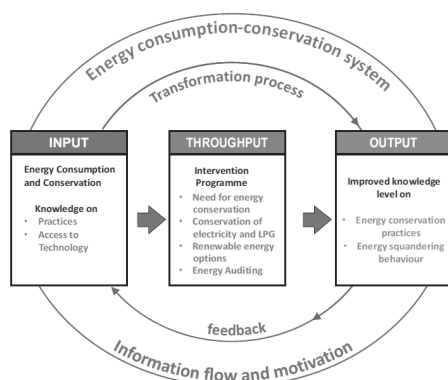 Energy consumption-conservation system
Transformation process
INPUT
Energy Consumption
and Conservation
Knowledge on
• Practices
• Access to
Technology
THROUGHPUT
Intervention
Programme
• Need for energy
conservation
• Conservation of
electricity and LPG
• Renewable energy
options
• Energy Auditing
OUTPUT
Improved knowledge
level on
• Energy conservation
practices
• Energy squandering
behaviour
feedback
Information flow and motivation